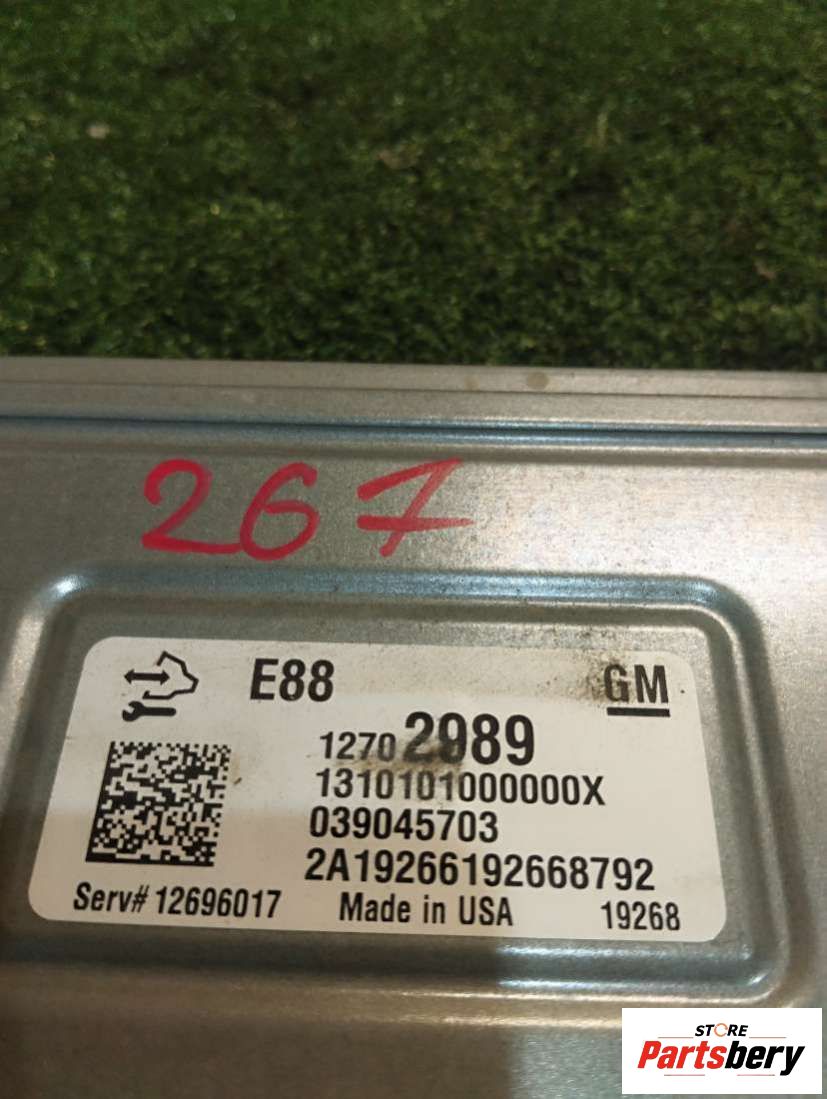 267
E88
GM
12702989
1310101000000X
039045703
2A19266192668792
Serv# 12696017 Made in USA 19268
STORE
Partsbery